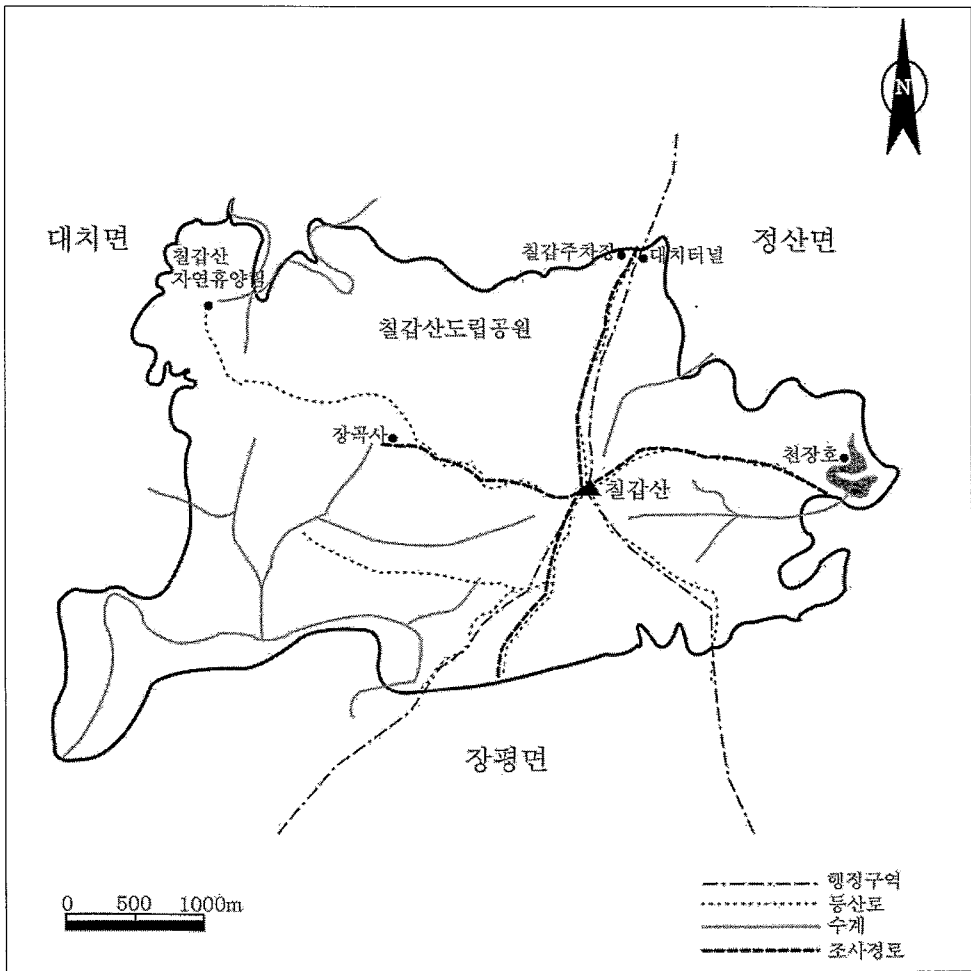 N
대치면
정산면
칠갑산
자연휴양림
칠갑주차장
대치터널
칠갑산도립공원
장곡사
천장호
칠갑산
장평면
0 500 1000m
행정구역
등산로
수계
조사경로